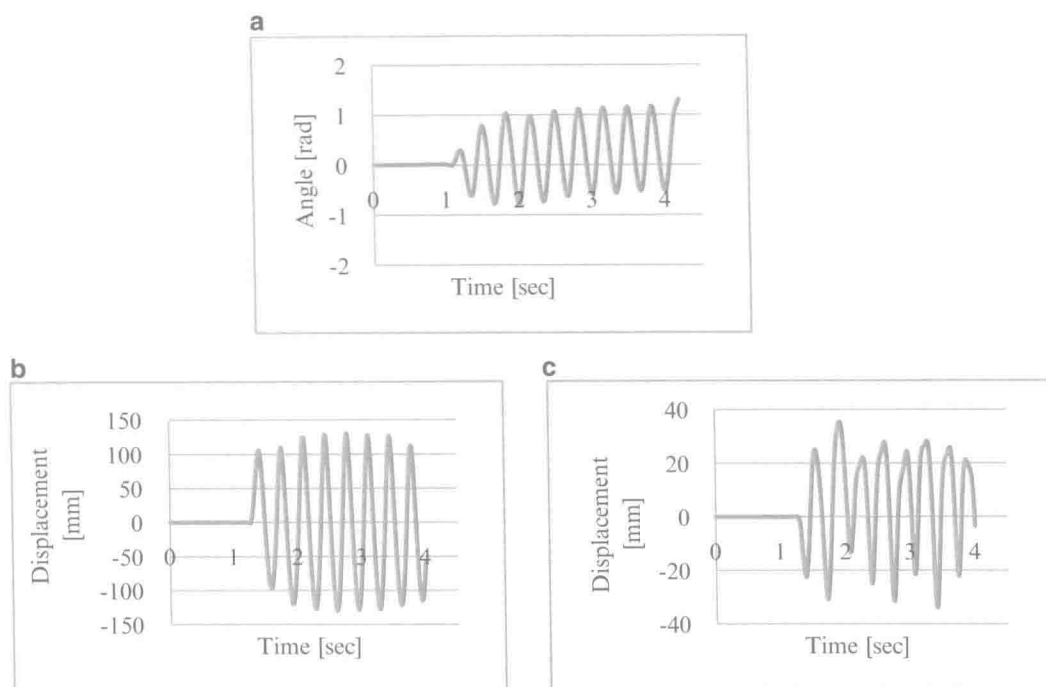 a
2
1
0
-1
-2
Angle [rad]
0 1 2 3 4
Time [sec]
b
150
100
50
0
-50
-100
-150
Displacement
[mm]
0 1 2 3 4
Time [sec]
c
40
20
0
-20
-40
Displacement
[mm]
0 1 2 3 4
Time [sec]